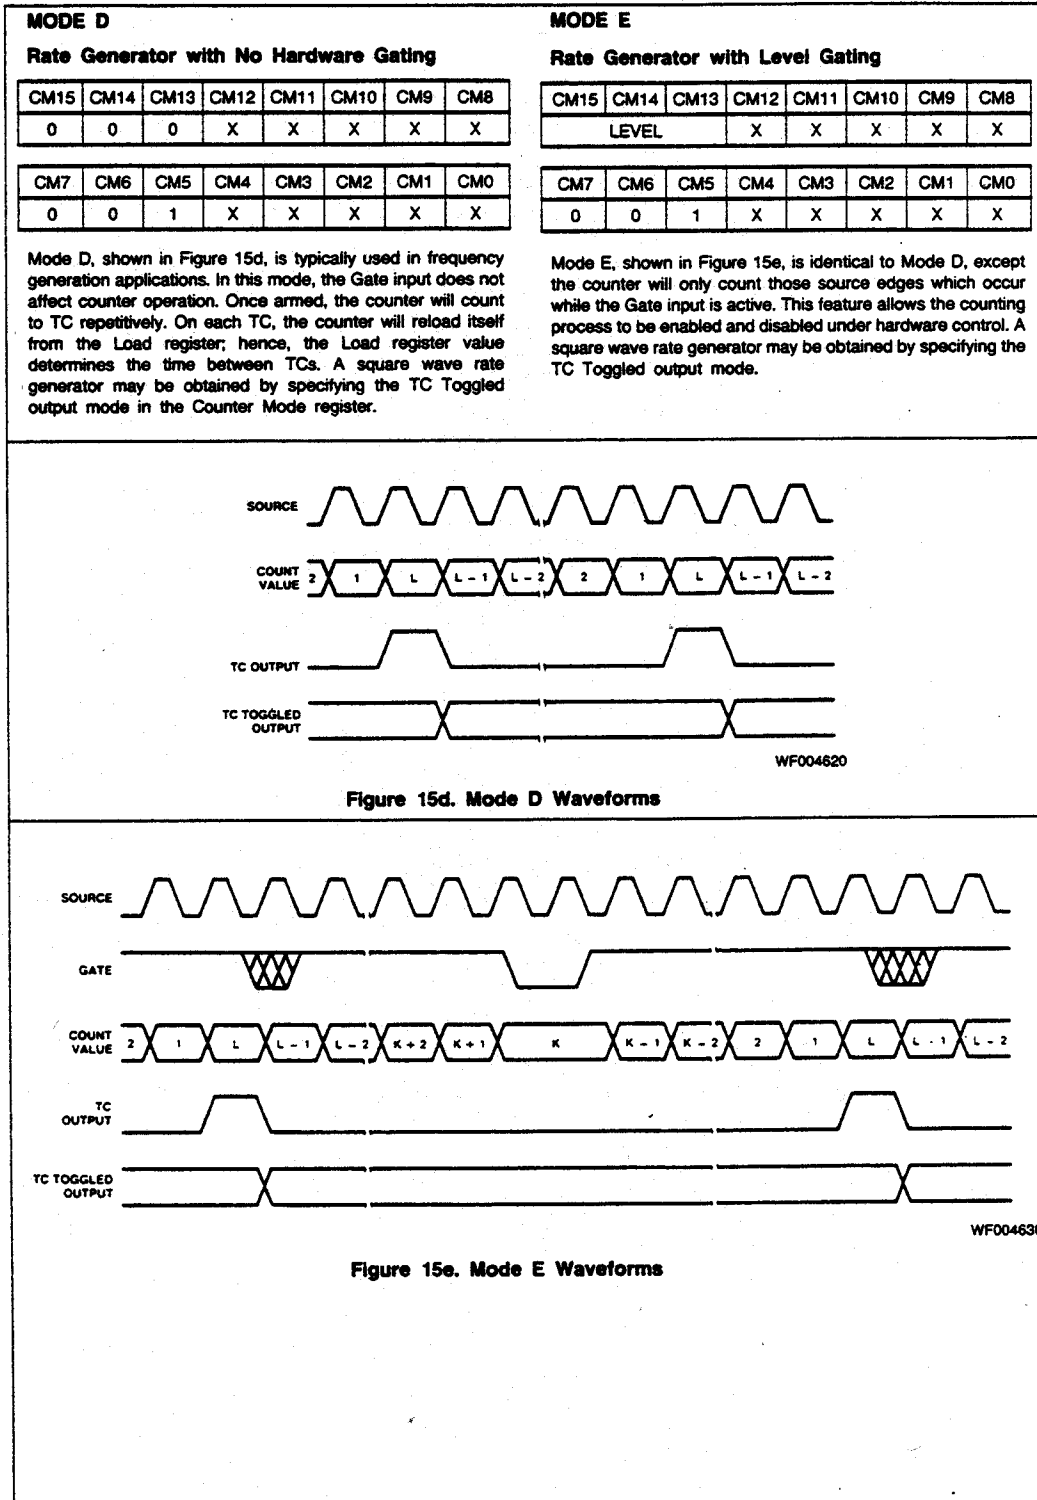 MODE D
Rate Generator with No Hardware Gating
CM15 CM14 CM13 CM12 CM11 CM10 CM9 CM8
0 0 0 X X X X X
CM7 CM6 CM5 CM4 CM3 CM2 CM1 CM0
0 0 1 X X X X X
Mode D, shown in Figure 15d, is typically used in frequency
generation applications. In this mode, the Gate input does not
affect counter operation. Once armed, the counter will count
to TC repetitively. On each TC, the counter will reload itself
from the Load register; hence, the Load register value
determines the time between TCs. A square wave rate
generator may be obtained by specifying the TC Toggled
output mode in the Counter Mode register.
MODE E
Rate Generator with Level Gating
CM15 CM14 CM13 CM12 CM11 CM10 CM9 CM8
LEVEL X X X X X
CM7 CM6 CM5 CM4 CM3 CM2 CM1 CM0
0 0 1 X X X X X
Mode E, shown in Figure 15e, is identical to Mode D, except
the counter will only count those source edges which occur
while the Gate input is active. This feature allows the counting
process to be enabled and disabled under hardware control. A
square wave rate generator may be obtained by specifying the
TC Toggled output mode.
SOURCE
COUNT
VALUE
2 1 L L - 1 L - 2 2 1 L L - 1 L - 2
TC OUTPUT
TC TOGGLED
OUTPUT
WF004620
Figure 15d. Mode D Waveforms
SOURCE
GATE
COUNT
VALUE
2 1 L L - 1 L - 2 K + 2 K + 1 K K - 1 K - 2 2 1 L L - 1 L - 2
TC
OUTPUT
TC TOGGLED
OUTPUT
WF004630
Figure 15e. Mode E Waveforms